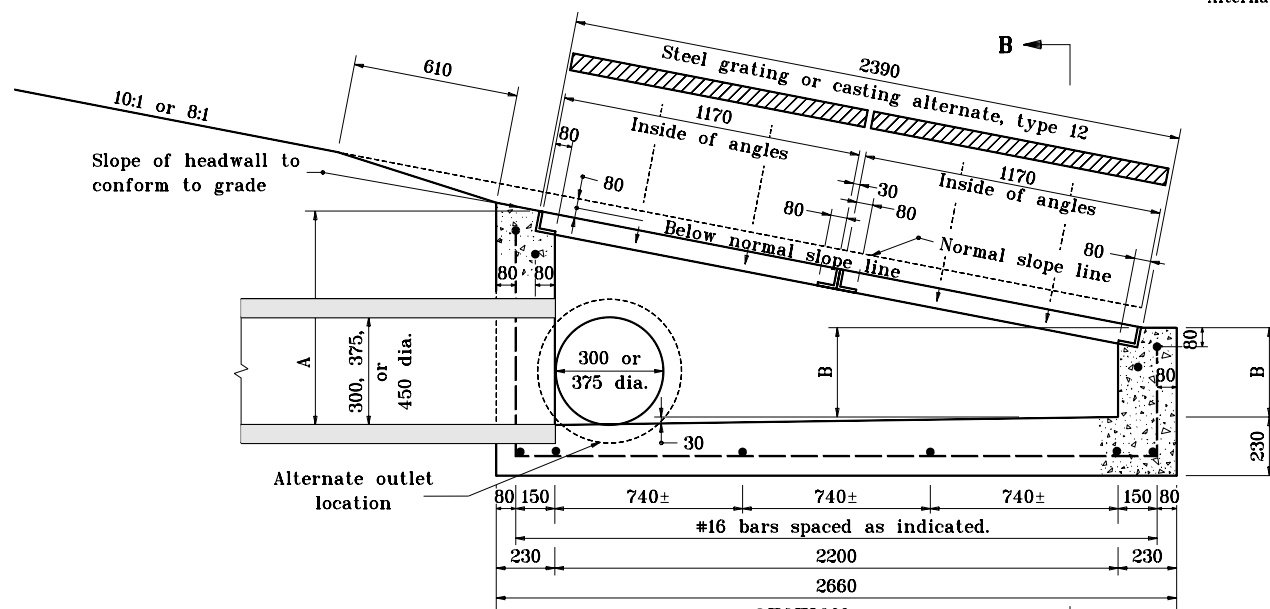 B
610
Steel grating or casting alternate, type 12
2390
10:1 or 8:1
1170
Inside of angles
80
Slope of headwall to
conform to grade
80
30
1170
Inside of angles
80
80
Below normal slope line
Normal slope line
80
80
80
A
300, 375,
or
450 dia.
300 or
375 dia.
B
80
80
B
30
230
Alternate outlet
location
80
150
740±
740±
740±
150
80
#16 bars spaced as indicated.
230
2200
230
2660